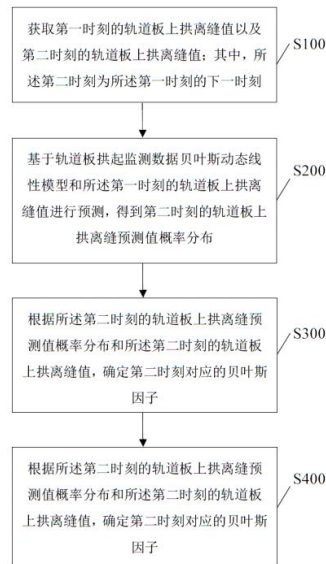 获取第一时刻的轨道板上拱离缝值以及
第二时刻的轨道板上拱离缝值；其中，所
述第二时刻为所述第一时刻的下一时刻
S100
基于轨道板拱起监测数据贝叶斯动态线
性模型和所述第一时刻的轨道板上拱离
缝值进行预测，得到第二时刻的轨道板上
拱离缝预测值概率分布
S200
根据所述第二时刻的轨道板上拱离缝预
测值概率分布和所述第二时刻的轨道板
上拱离缝值，确定第二时刻对应的贝叶斯
因子
S300
根据所述第二时刻的轨道板上拱离缝预
测值概率分布和所述第二时刻的轨道板
上拱离缝值，确定第二时刻对应的贝叶斯
因子
S400